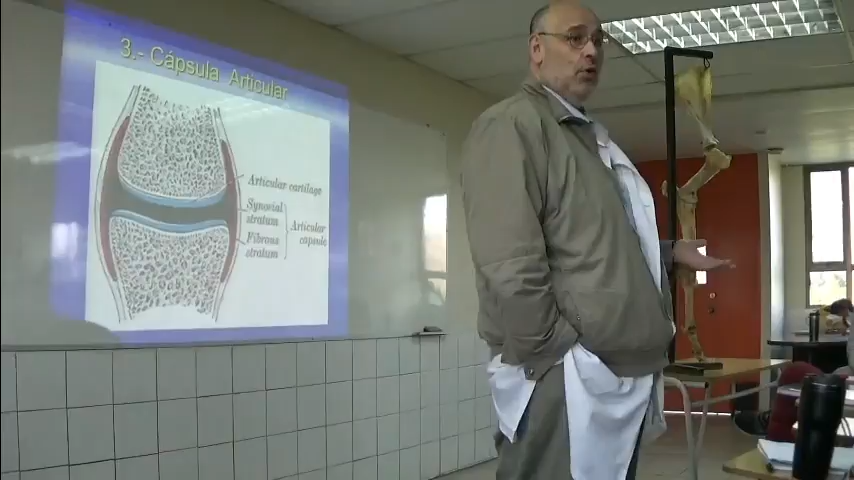 3.- Cápsula Articular
Articular cartilage
Synovial
stratum
Fibrous
stratum
Articular
capsule